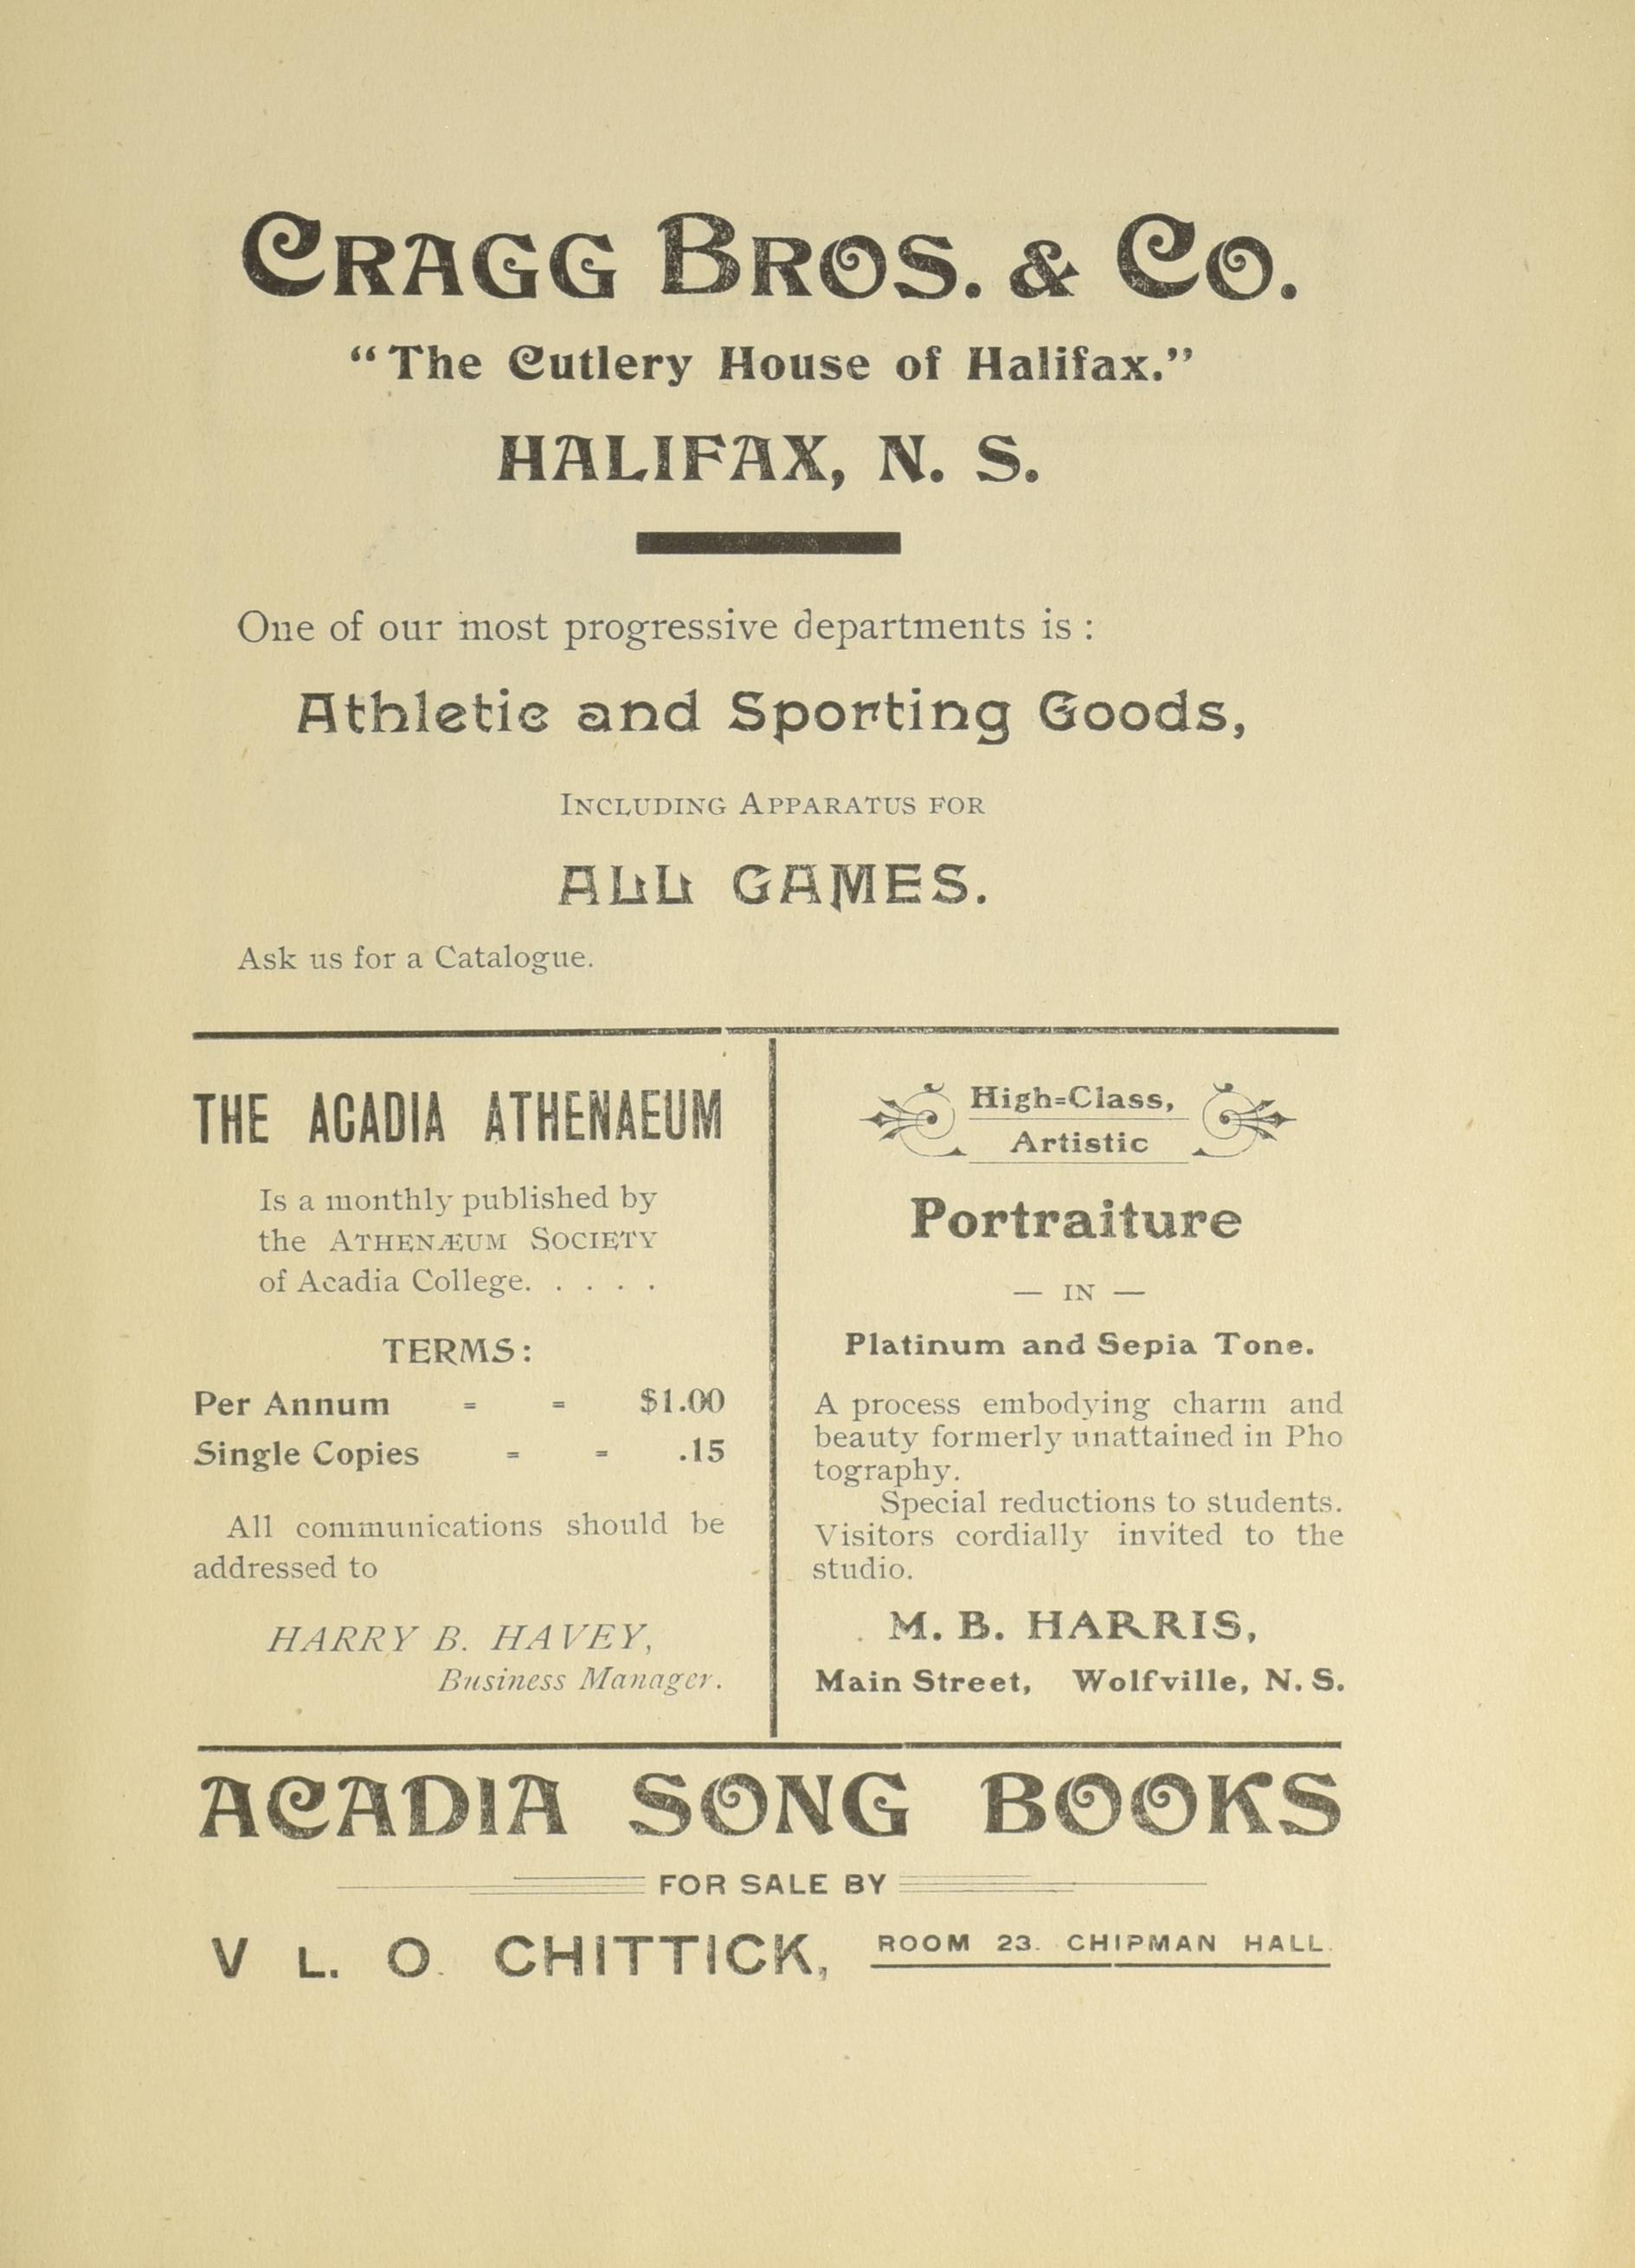 CRAGG BROS. & CO.
"The Cutlery House of Halifax."
HALIFAX, N. S.
One of our most progressive departments is :
Athletic and Sporting Goods,
INCLUDING APPARATUS FOR
ALL GAMES.
Ask us for a Catalogue.
THE ACADIA ATHENAEUM
Is a monthly published by
the ATHENÆUM SOCIETY
of Acadia College. . . . .
TERMS:
Per Annum = = $1.00
Single Copies = = .15
All communications should be
addressed to
HARRY B. HAVEY,
Business Manager.
High=Class,
Artistic
Portraiture
— IN —
Platinum and Sepia Tone.
A process embodying charm and
beauty formerly unattained in Pho
tography.
Special reductions to students.
Visitors cordially invited to the
studio.
M. B. HARRIS,
Main Street, Wolfville, N. S.
ACADIA SONG BOOKS
FOR SALE BY
V L. O. CHITTICK, ROOM 23. CHIPMAN HALL.